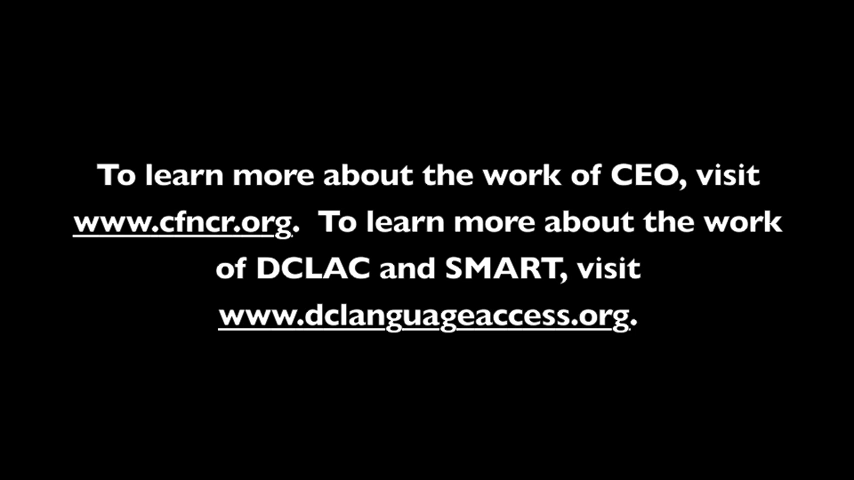 To learn more about the work of CEO, visit
www.cfncr.org.  To learn more about the work
of DCLAC and SMART, visit
www.dclanguageaccess.org.